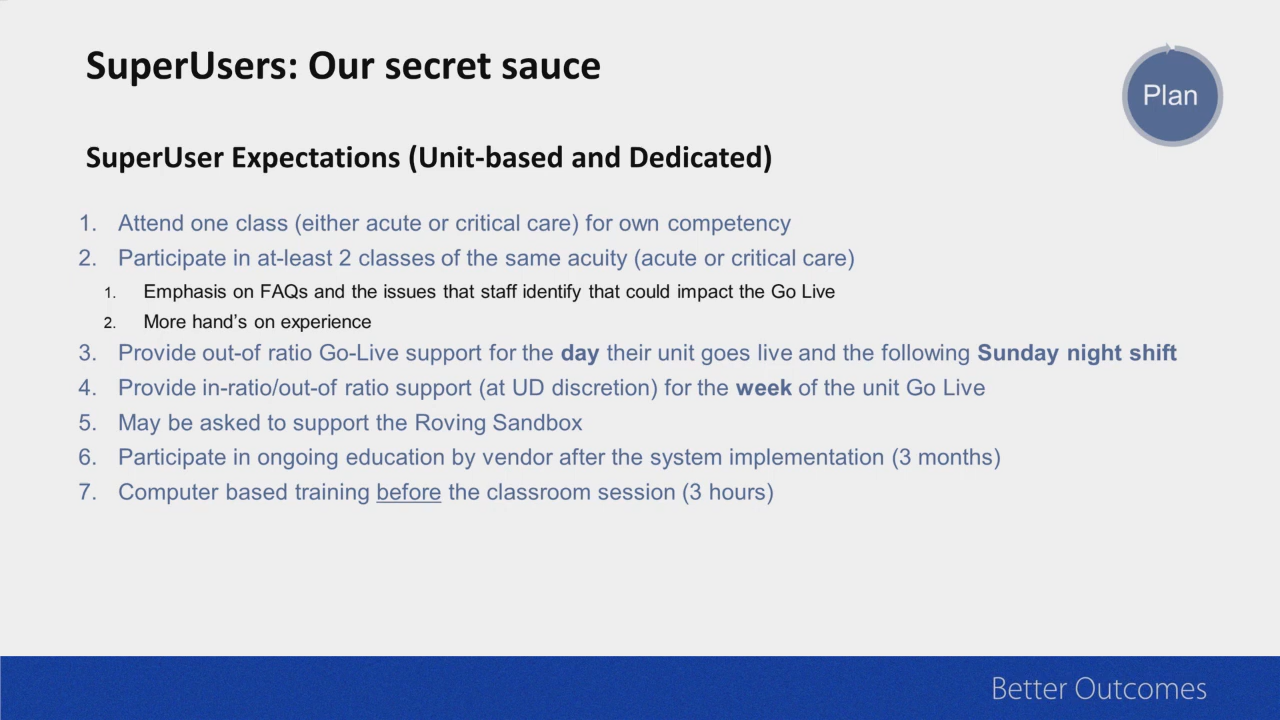 SuperUsers: Our secret sauce
Plan
SuperUser Expectations (Unit-based and Dedicated)
1. Attend one class (either acute or critical care) for own competency
2. Participate in at-least 2 classes of the same acuity (acute or critical care)
1. Emphasis on FAQs and the issues that staff identify that could impact the Go Live
2. More hand's on experience
3. Provide out-of ratio Go-Live support for the day their unit goes live and the following Sunday night shift
4. Provide in-ratio/out-of ratio support (at UD discretion) for the week of the unit Go Live
5. May be asked to support the Roving Sandbox
6. Participate in ongoing education by vendor after the system implementation (3 months)
7. Computer based training before the classroom session (3 hours)
Better Outcomes